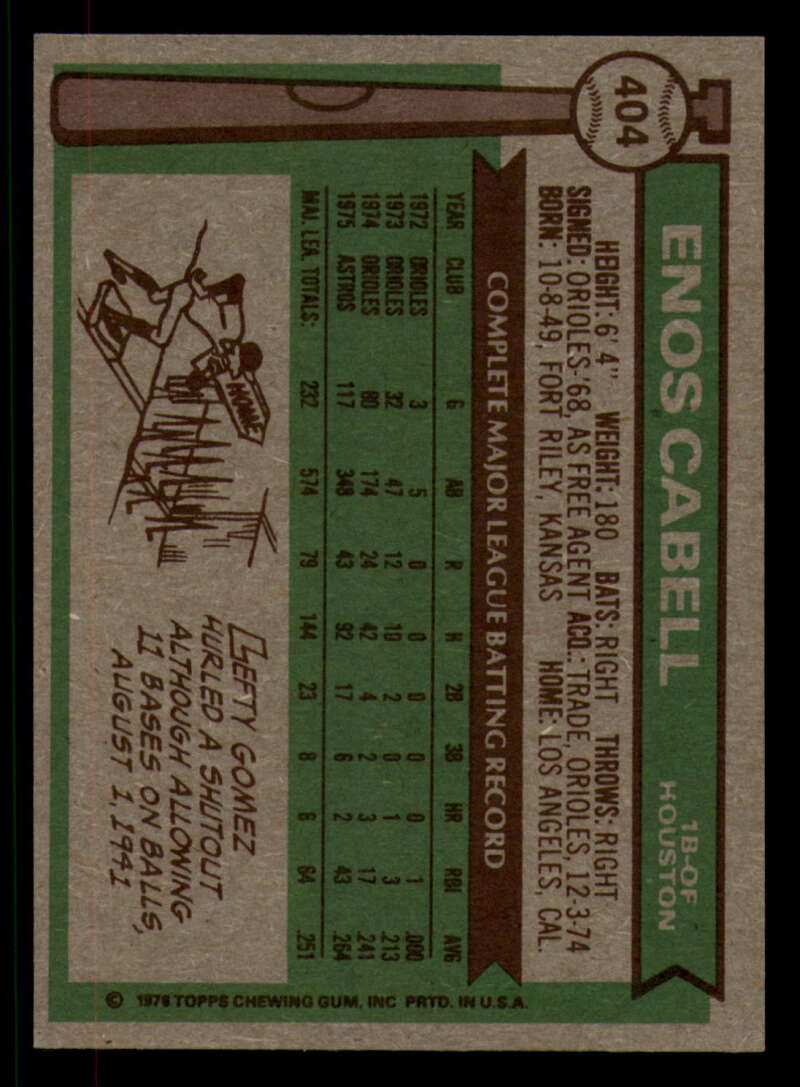 404
ENOS CABELL
1B-OF
HOUSTON
HEIGHT: 6' 4" WEIGHT: 180 BATS: RIGHT THROWS: RIGHT
SIGNED: ORIOLES-'68, AS FREE AGENT ACQ.: TRADE, ORIOLES, 12-3-74
BORN: 10-8-49, FORT RILEY, KANSAS HOME: LOS ANGELES, CAL.
COMPLETE MAJOR LEAGUE BATTING RECORD
YEAR CLUB G AB R H 2B 3B HR RBI AVG
1972 ORIOLES 3 5 0 0 0 0 0 1 .000
1973 ORIOLES 32 47 12 10 2 0 1 3 .213
1974 ORIOLES 80 174 24 42 4 2 3 17 .241
1975 ASTROS 117 348 43 92 17 6 2 43 .264
MAJ. LEA. TOTALS: 232 574 79 144 23 8 6 64 .251
HOME
LEFTY GOMEZ
HURLED A SHUTOUT
ALTHOUGH ALLOWING
11 BASES ON BALLS,
AUGUST 1, 1941
© 1976 TOPPS CHEWING GUM, INC PRTD. IN U.S.A.